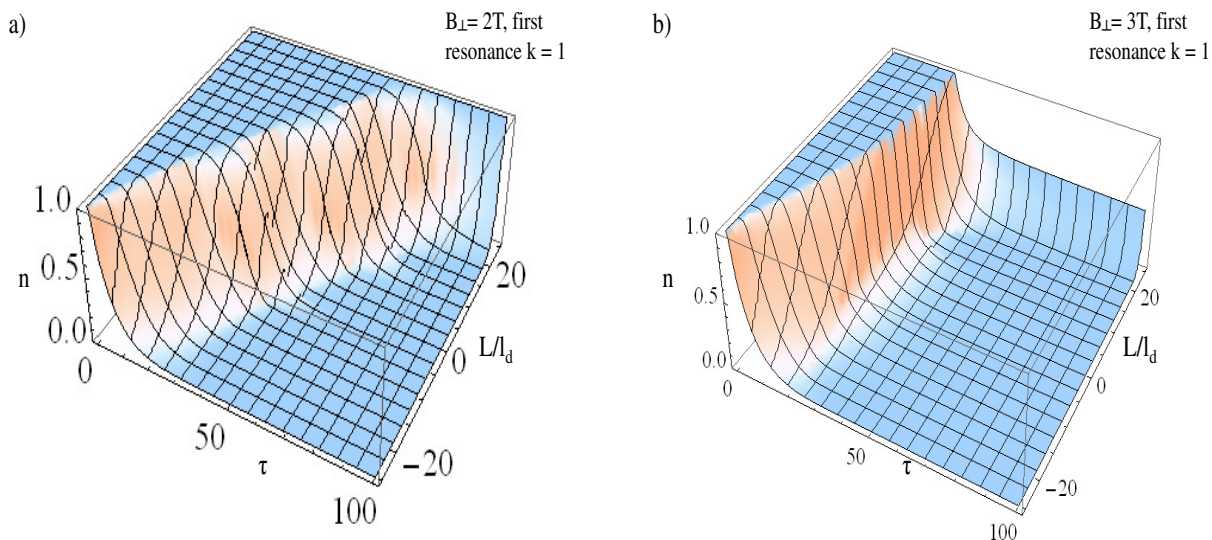 a)
B⊥= 2T, first
resonance k = 1
1.0
0.5
n
0.0
0
50
τ
100
20
0
L/l_d
−20
b)
B⊥= 3T, first
resonance k = 1
1.0
n
0.5
0.0
0
50
τ
100
20
L/l_d
0
−20